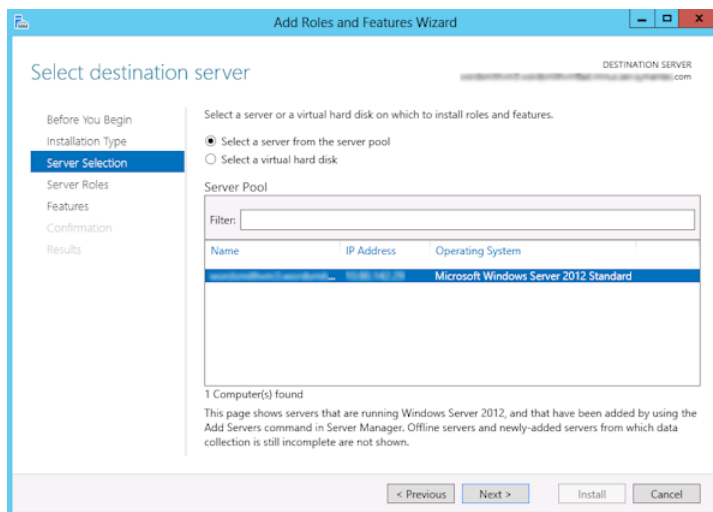 Add Roles and Features Wizard
Select destination server
DESTINATION SERVER
.com
Before You Begin
Installation Type
Server Selection
Server Roles
Features
Confirmation
Results
Select a server or a virtual hard disk on which to install roles and features.
Select a server from the server pool
Select a virtual hard disk
Server Pool
Filter:
Name IP Address Operating System
Microsoft Windows Server 2012 Standard
1 Computer(s) found
This page shows servers that are running Windows Server 2012, and that have been added by using the
Add Servers command in Server Manager. Offline servers and newly-added servers from which data
collection is still incomplete are not shown.
< Previous Next > Install Cancel